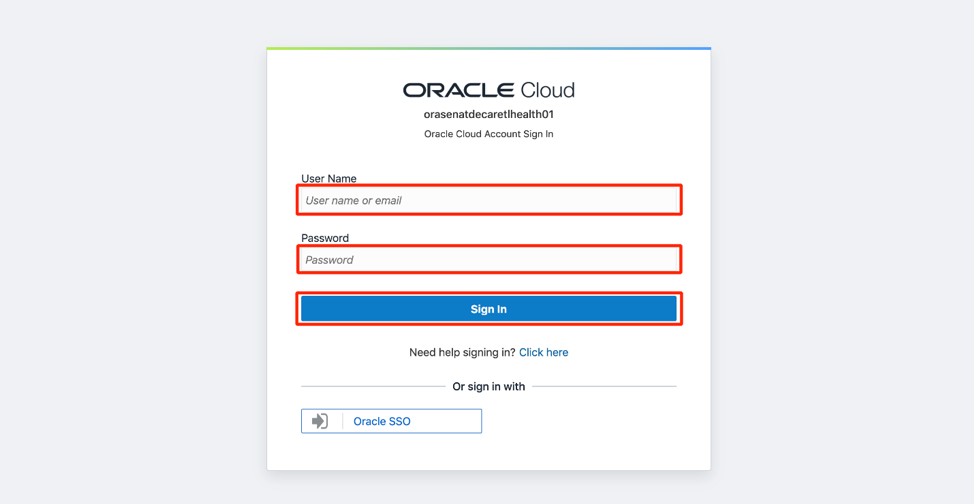 ORACLE Cloud
orasenatdecaretlhealth01
Oracle Cloud Account Sign In
User Name
User name or email
Password
Password
Sign In
Need help signing in? Click here
Or sign in with
Oracle SSO